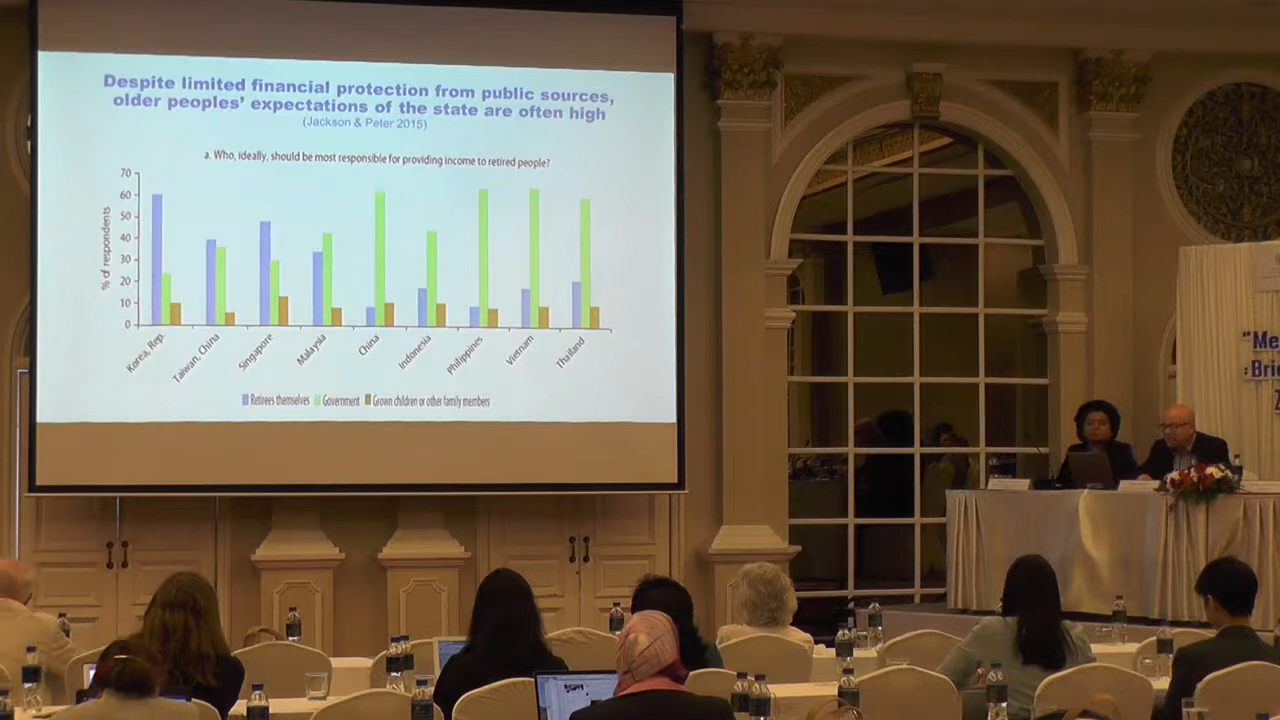 Despite limited financial protection from public sources,
older peoples' expectations of the state are often high
(Jackson & Peter 2015)
a. Who, ideally, should be most responsible for providing income to retired people?
% of respondents
70
60
50
40
30
20
10
0
Korea, Rep.
Taiwan, China
Singapore
Malaysia
China
Indonesia
Philippines
Vietnam
Thailand
Retirees themselves Government Grown children or other family members
"Me